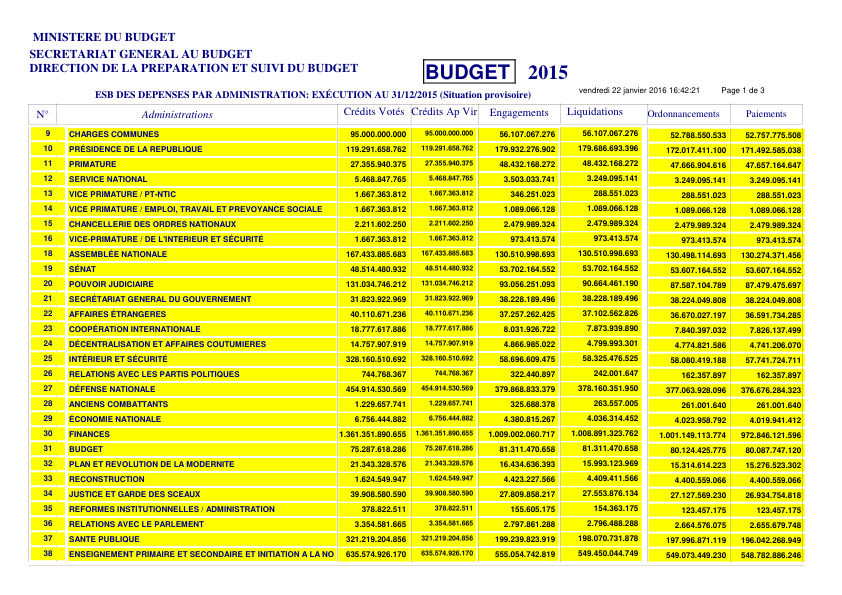 MINISTERE DU BUDGET
SECRETARIAT GENERAL AU BUDGET
DIRECTION DE LA PREPARATION ET SUIVI DU BUDGET
BUDGET 2015
vendredi 22 janvier 2016 16:42:21 Page 1 de 3
ESB DES DEPENSES PAR ADMINISTRATION: EXÉCUTION AU 31/12/2015 (Situation provisoire)
N° Administrations Crédits Votés Crédits Ap Vir Engagements Liquidations Ordonnancements Paiements
9 CHARGES COMMUNES 95.000.000.000 95.000.000.000 56.107.067.276 56.107.067.276 52.788.550.533 52.757.775.508
10 PRÉSIDENCE DE LA REPUBLIQUE 119.291.658.762 119.291.658.762 179.932.276.902 179.686.693.396 172.017.411.100 171.492.585.038
11 PRIMATURE 27.355.940.375 27.355.940.375 48.432.168.272 48.432.168.272 47.666.904.616 47.657.164.647
12 SERVICE NATIONAL 5.468.847.765 5.468.847.765 3.503.033.741 3.249.095.141 3.249.095.141 3.249.095.141
13 VICE PRIMATURE / PT-NTIC 1.667.363.812 1.667.363.812 346.251.023 288.551.023 288.551.023 288.551.023
14 VICE PRIMATURE / EMPLOI, TRAVAIL ET PREVOYANCE SOCIALE 1.667.363.812 1.667.363.812 1.089.066.128 1.089.066.128 1.089.066.128 1.089.066.128
15 CHANCELLERIE DES ORDRES NATIONAUX 2.211.602.250 2.211.602.250 2.479.989.324 2.479.989.324 2.479.989.324 2.479.989.324
16 VICE-PRIMATURE / DE L'INTERIEUR ET SÉCURITÉ 1.667.363.812 1.667.363.812 973.413.574 973.413.574 973.413.574 973.413.574
18 ASSEMBLÉE NATIONALE 167.433.885.683 167.433.885.683 130.510.998.693 130.510.998.693 130.498.114.693 130.274.371.456
19 SÉNAT 48.514.480.932 48.514.480.932 53.702.164.552 53.702.164.552 53.607.164.552 53.607.164.552
20 POUVOIR JUDICIAIRE 131.034.746.212 131.034.746.212 93.056.251.093 90.664.461.190 87.587.104.789 87.479.475.697
21 SECRÉTARIAT GENERAL DU GOUVERNEMENT 31.823.922.969 31.823.922.969 38.228.189.496 38.228.189.496 38.224.049.808 38.224.049.808
22 AFFAIRES ÉTRANGERES 40.110.671.236 40.110.671.236 37.257.262.425 37.102.562.826 36.670.027.197 36.591.734.285
23 COOPÉRATION INTERNATIONALE 18.777.617.886 18.777.617.886 8.031.926.722 7.873.939.890 7.840.397.032 7.826.137.499
24 DÉCENTRALISATION ET AFFAIRES COUTUMIERES 14.757.907.919 14.757.907.919 4.866.985.022 4.799.993.301 4.774.821.586 4.741.206.070
25 INTÉRIEUR ET SÉCURITÉ 328.160.510.692 328.160.510.692 58.696.609.475 58.325.476.525 58.080.419.188 57.741.724.711
26 RELATIONS AVEC LES PARTIS POLITIQUES 744.768.367 744.768.367 322.440.897 242.001.647 162.357.897 162.357.897
27 DÉFENSE NATIONALE 454.914.530.569 454.914.530.569 379.868.833.379 378.160.351.950 377.063.928.096 376.676.284.323
28 ANCIENS COMBATTANTS 1.229.657.741 1.229.657.741 325.688.378 263.557.005 261.001.640 261.001.640
29 ÉCONOMIE NATIONALE 6.756.444.882 6.756.444.882 4.380.815.267 4.036.314.452 4.023.958.792 4.019.941.412
30 FINANCES 1.361.351.890.655 1.361.351.890.655 1.009.002.060.717 1.008.891.323.762 1.001.149.113.774 972.846.121.596
31 BUDGET 75.287.618.286 75.287.618.286 81.311.470.658 81.311.470.658 80.124.425.775 80.087.747.120
32 PLAN ET REVOLUTION DE LA MODERNITE 21.343.328.576 21.343.328.576 16.434.636.393 15.993.123.969 15.314.614.223 15.276.523.302
33 RECONSTRUCTION 1.624.549.947 1.624.549.947 4.423.227.566 4.409.411.566 4.400.559.066 4.400.559.066
34 JUSTICE ET GARDE DES SCEAUX 39.908.580.590 39.908.580.590 27.809.858.217 27.553.876.134 27.127.569.230 26.934.754.818
35 REFORMES INSTITUTIONNELLES / ADMINISTRATION 378.822.511 378.822.511 155.605.175 154.363.175 123.457.175 123.457.175
36 RELATIONS AVEC LE PARLEMENT 3.354.581.665 3.354.581.665 2.797.861.288 2.796.488.288 2.664.576.075 2.655.679.748
37 SANTE PUBLIQUE 321.219.204.856 321.219.204.856 199.239.823.919 198.070.731.878 197.996.871.119 196.042.268.949
38 ENSEIGNEMENT PRIMAIRE ET SECONDAIRE ET INITIATION A LA NO 635.574.926.170 635.574.926.170 555.054.742.819 549.450.044.749 549.073.449.230 548.782.886.246